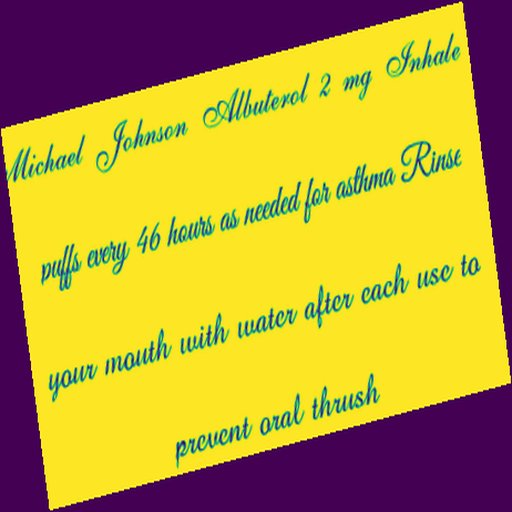 Michael Johnson Albuterol 2 mg Inhale
puffs every 46 hours as needed for asthma Rinse
your mouth with water after each use to
prevent oral thrush